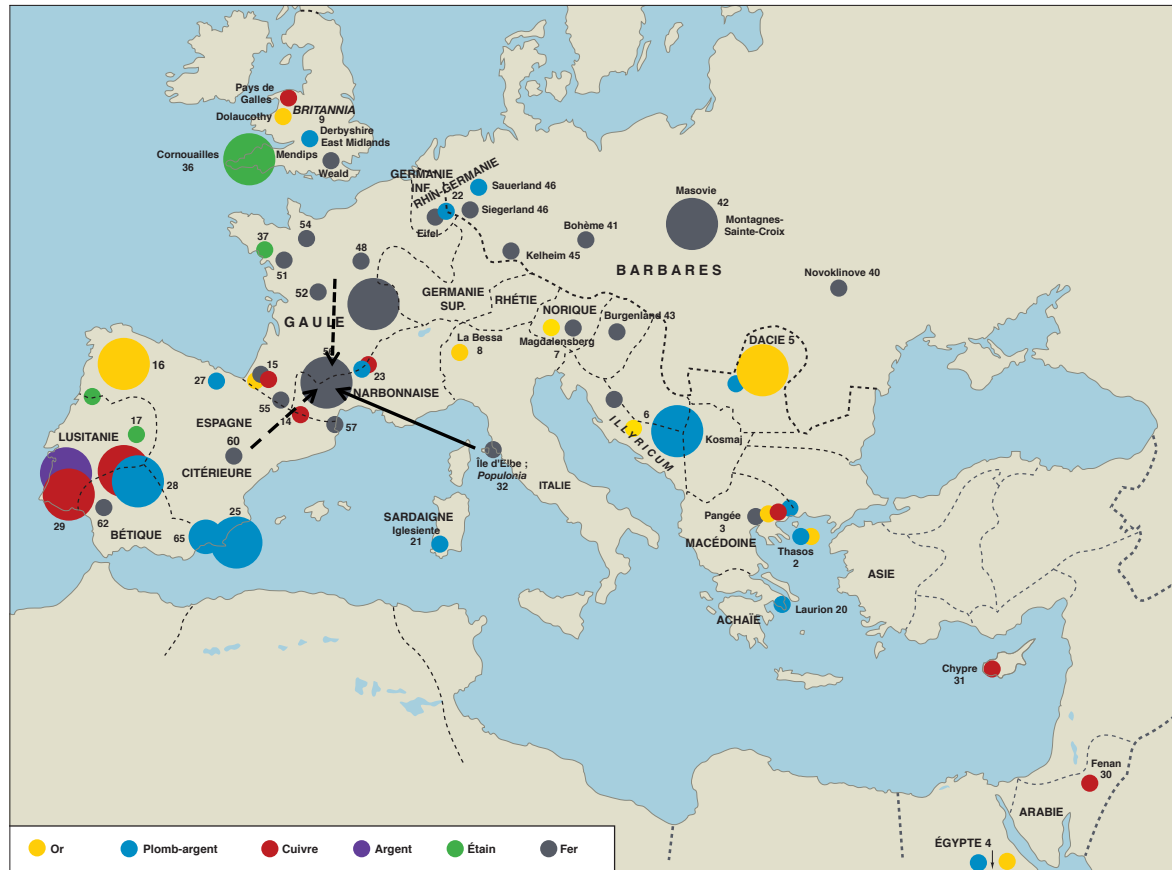 Pays de
Galles
BRITANNIA
Dolaucothy
9
Derbyshire
East Midlands
Cornouailles
36
Mendips
Weald
GERMANIE
INF.
RHIN-GERMANIE
22
Sauerland 46
Siegerland 46
Eifel
Masovie
42
Montagnes-
Sainte-Croix
Bohème 41
Kelheim 45
BARBARES
Novoklinove 40
54
37
51
48
52
GERMANIE
SUP.
RHÉTIE
NORIQUE
Burgenland 43
GAULE
Magdalensberg
7
La Bessa
8
DACIE 5
16
15
27
23
NARBONNAISE
55
ESPAGNE
14
57
17
LUSITANIE
60
CITÉRIEURE
6
ILLYRICUM
Kosmaj
Île d'Elbe ;
Populonia
32
ITALIE
28
29
62
25
65
BÉTIQUE
SARDAIGNE
Iglesiente
21
Pangée
3
MACÉDOINE
Thasos
2
ASIE
Laurion 20
ACHAÏE
Chypre
31
Fenan
30
ARABIE
ÉGYPTE 4
Or
Plomb-argent
Cuivre
Argent
Étain
Fer